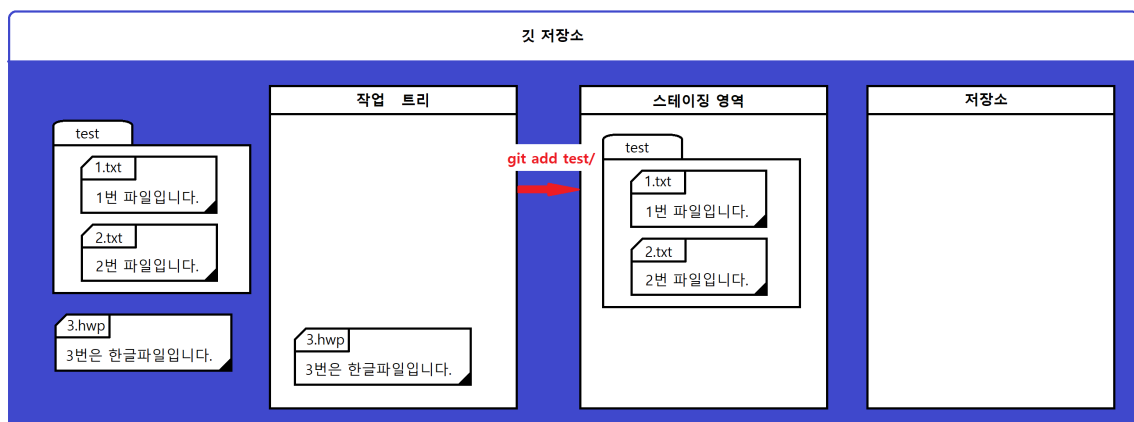 깃 저장소
test
1.txt
1번 파일입니다.
2.txt
2번 파일입니다.
3.hwp
3번은 한글파일입니다.
작업 트리
3.hwp
3번은 한글파일입니다.
git add test/
스테이징 영역
test
1.txt
1번 파일입니다.
2.txt
2번 파일입니다.
저장소